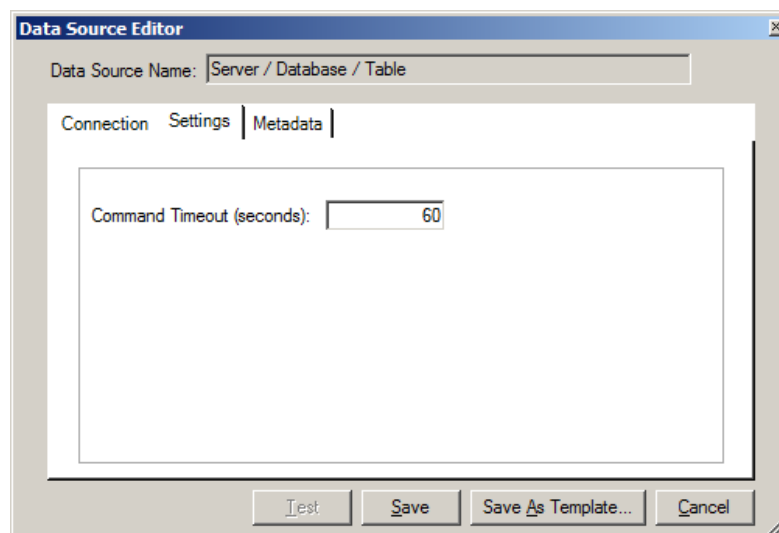 Data Source Editor
Data Source Name: Server / Database / Table
Connection Settings Metadata
Command Timeout (seconds): 60
Test Save Save As Template... Cancel